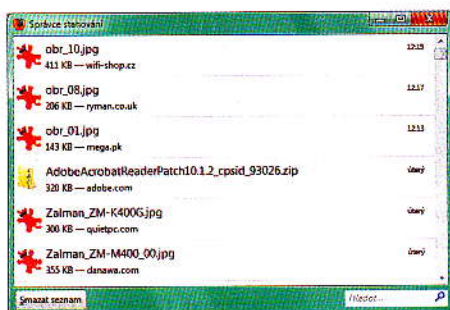 Správce stahování
obr_10.jpg 12:19
411 KB — wifi-shop.cz
obr_08.jpg 12:17
206 KB — ryman.co.uk
obr_01.jpg 12:13
143 KB — mega.pk
AdobeAcrobatReaderPatch10.1.2_cpsid_93026.zip úterý
320 KB — adobe.com
Zalman_ZM-K400G.jpg úterý
300 KB — quietpc.com
Zalman_ZM-M400_00.jpg úterý
355 KB — danawa.com
Smazat seznam Hledat...